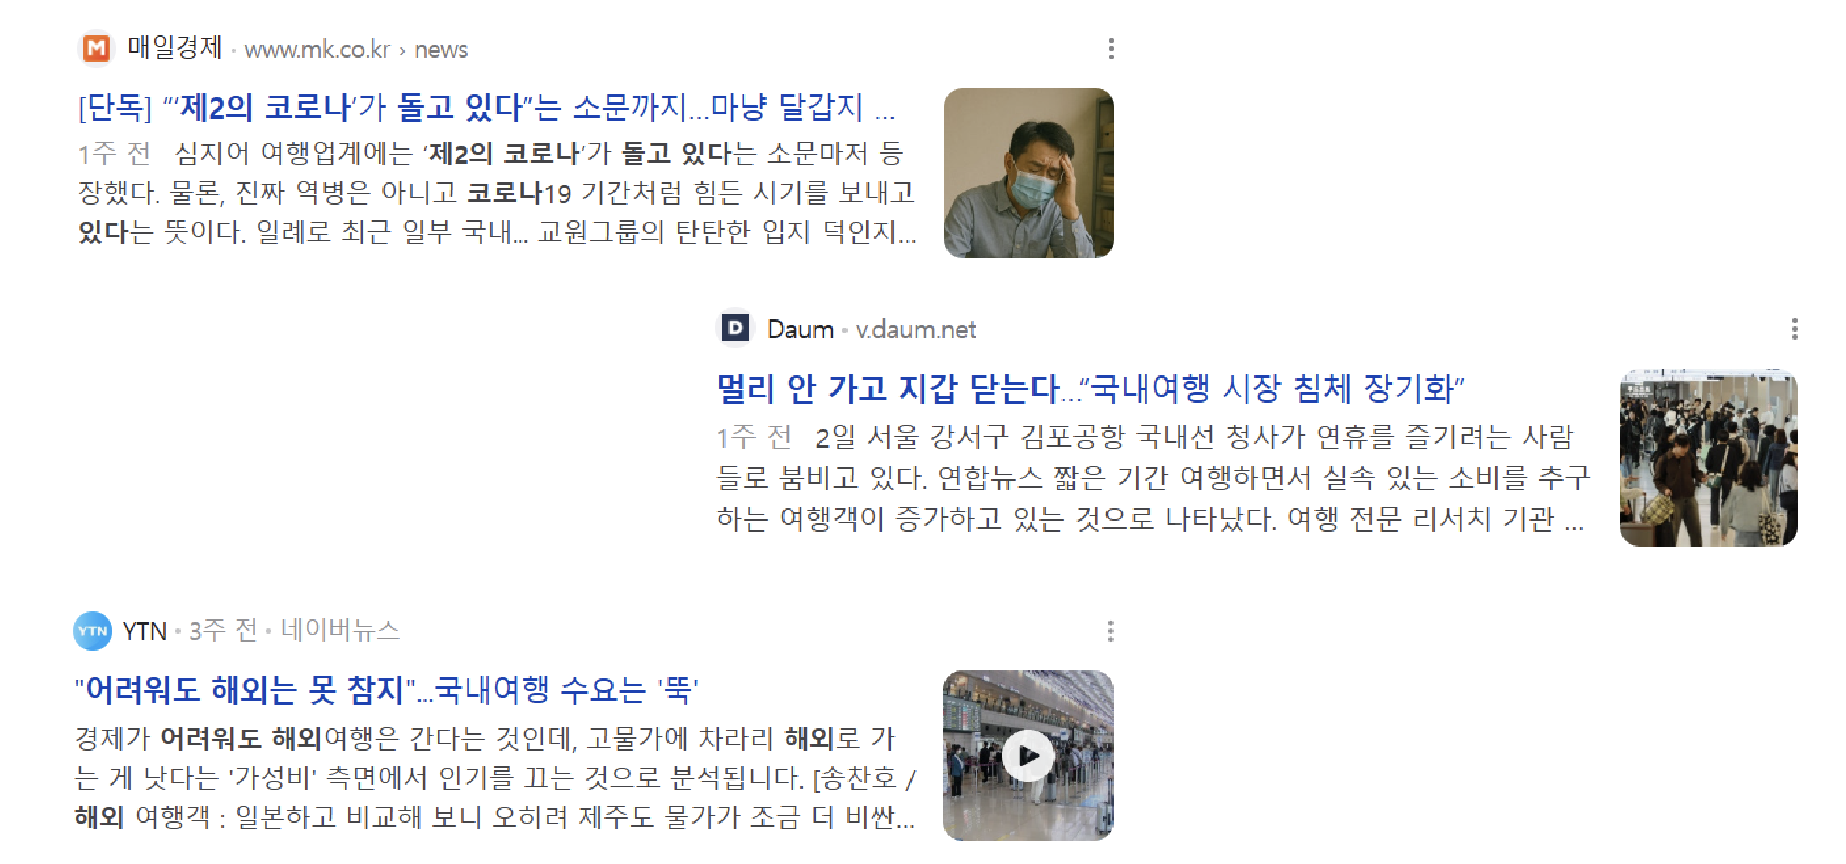 매일경제 · www.mk.co.kr › news
[단독] “‘제2의 코로나’가 돌고 있다”는 소문까지...마냥 달갑지 ...
1주 전 심지어 여행업계에는 ‘제2의 코로나’가 돌고 있다는 소문마저 등
장했다. 물론, 진짜 역병은 아니고 코로나19 기간처럼 힘든 시기를 보내고
있다는 뜻이다. 일례로 최근 일부 국내... 교원그룹의 탄탄한 입지 덕인지...
Daum · v.daum.net
멀리 안 가고 지갑 닫는다...“국내여행 시장 침체 장기화”
1주 전 2일 서울 강서구 김포공항 국내선 청사가 연휴를 즐기려는 사람
들로 붐비고 있다. 연합뉴스 짧은 기간 여행하면서 실속 있는 소비를 추구
하는 여행객이 증가하고 있는 것으로 나타났다. 여행 전문 리서치 기관 ...
YTN · 3주 전 · 네이버뉴스
"어려워도 해외는 못 참지"...국내여행 수요는 '뚝'
경제가 어려워도 해외여행은 간다는 것인데, 고물가에 차라리 해외로 가
는 게 낫다는 '가성비' 측면에서 인기를 끄는 것으로 분석됩니다. [송찬호 /
해외 여행객 : 일본하고 비교해 보니 오히려 제주도 물가가 조금 더 비싼...